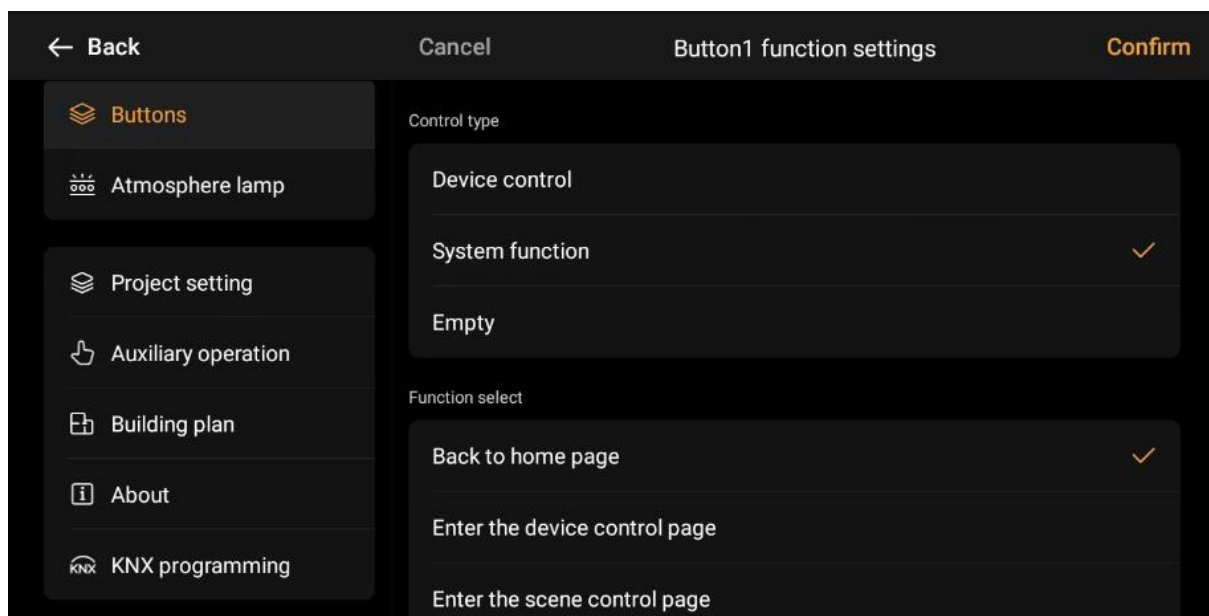 Back
Cancel
Button1 function settings
Confirm
Buttons
Atmosphere lamp
Project setting
Auxiliary operation
Building plan
About
KNX KNX programming
Control type
Device control
System function
Empty
Function select
Back to home page
Enter the device control page
Enter the scene control page